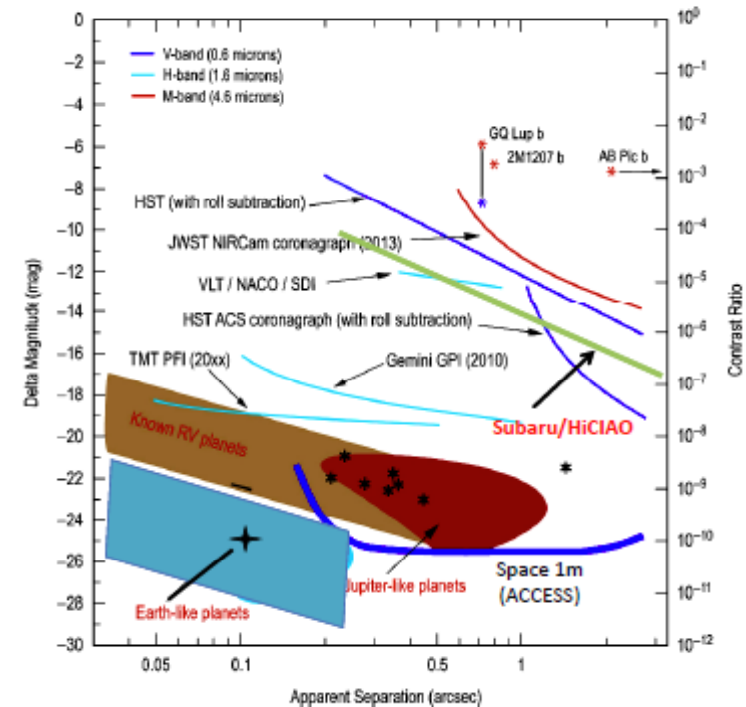 0
−2
−4
−6
−8
−10
−12
−14
−16
−18
−20
−22
−24
−26
−28
−30
Delta Magnitude (mag)
V-band (0.6 microns)
H-band (1.6 microns)
M-band (4.6 microns)
GQ Lup b
2M1207 b
AB Pic b
HST (with roll subtraction)
JWST NIRCam coronagraph (2013)
VLT / NACO / SDI
HST ACS coronagraph (with roll subtraction)
TMT PFI (20xx)
Gemini GPI (2010)
Subaru/HiCIAO
Known RV planets
Jupiter-like planets
Space 1m
(ACCESS)
Earth-like planets
10⁰
10⁻¹
10⁻²
10⁻³
10⁻⁴
10⁻⁵
10⁻⁶
10⁻⁷
10⁻⁸
10⁻⁹
10⁻¹⁰
10⁻¹¹
10⁻¹²
Contrast Ratio
0.05
0.1
0.5
1
Apparent Separation (arcsec)